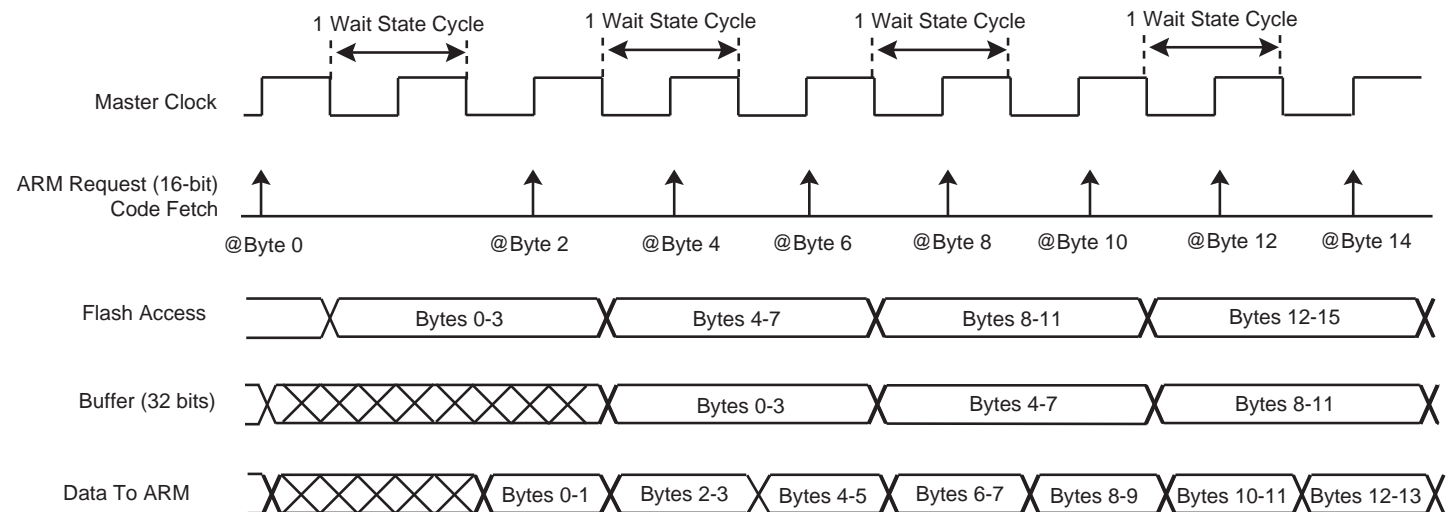 1 Wait State Cycle 1 Wait State Cycle 1 Wait State Cycle 1 Wait State Cycle
Master Clock
ARM Request (16-bit)
Code Fetch
@Byte 0 @Byte 2 @Byte 4 @Byte 6 @Byte 8 @Byte 10 @Byte 12 @Byte 14
Flash Access Bytes 0-3 Bytes 4-7 Bytes 8-11 Bytes 12-15
Buffer (32 bits) Bytes 0-3 Bytes 4-7 Bytes 8-11
Data To ARM Bytes 0-1 Bytes 2-3 Bytes 4-5 Bytes 6-7 Bytes 8-9 Bytes 10-11 Bytes 12-13